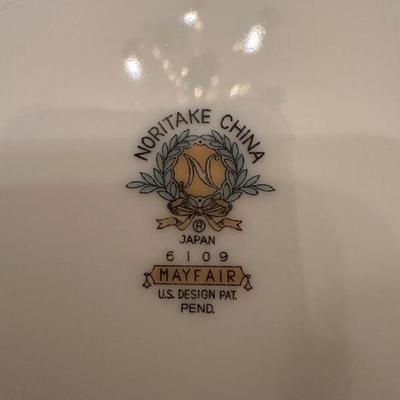 NORITAKE CHINA
N
®
JAPAN
6109
MAYFAIR
U.S. DESIGN PAT.
PEND.